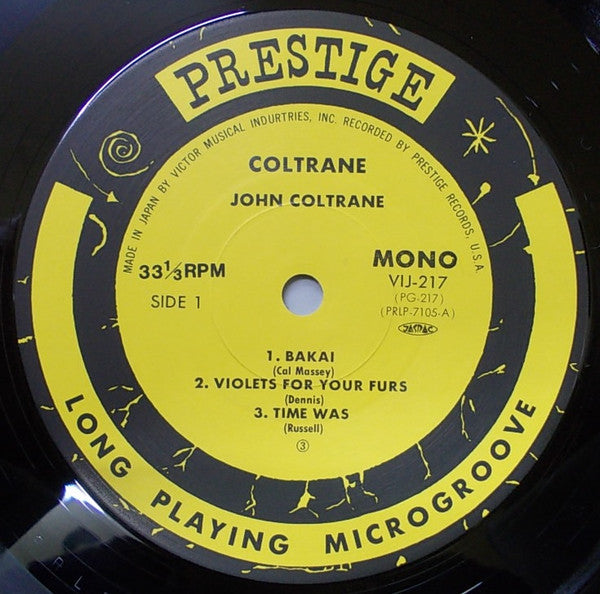 PRESTIGE
MADE IN JAPAN BY VICTOR MUSICAL INDURTRIES, INC. RECORDED BY PRESTIGE RECORDS, U.S.A.
COLTRANE
JOHN COLTRANE
33⅓RPM
SIDE 1
MONO
VIJ-217
(PG-217)
(PRLP-7105-A)
JASRAC
1. BAKAI
(Cal Massey)
2. VIOLETS FOR YOUR FURS
(Dennis)
3. TIME WAS
(Russell)
③
LONG PLAYING MICROGROOVE